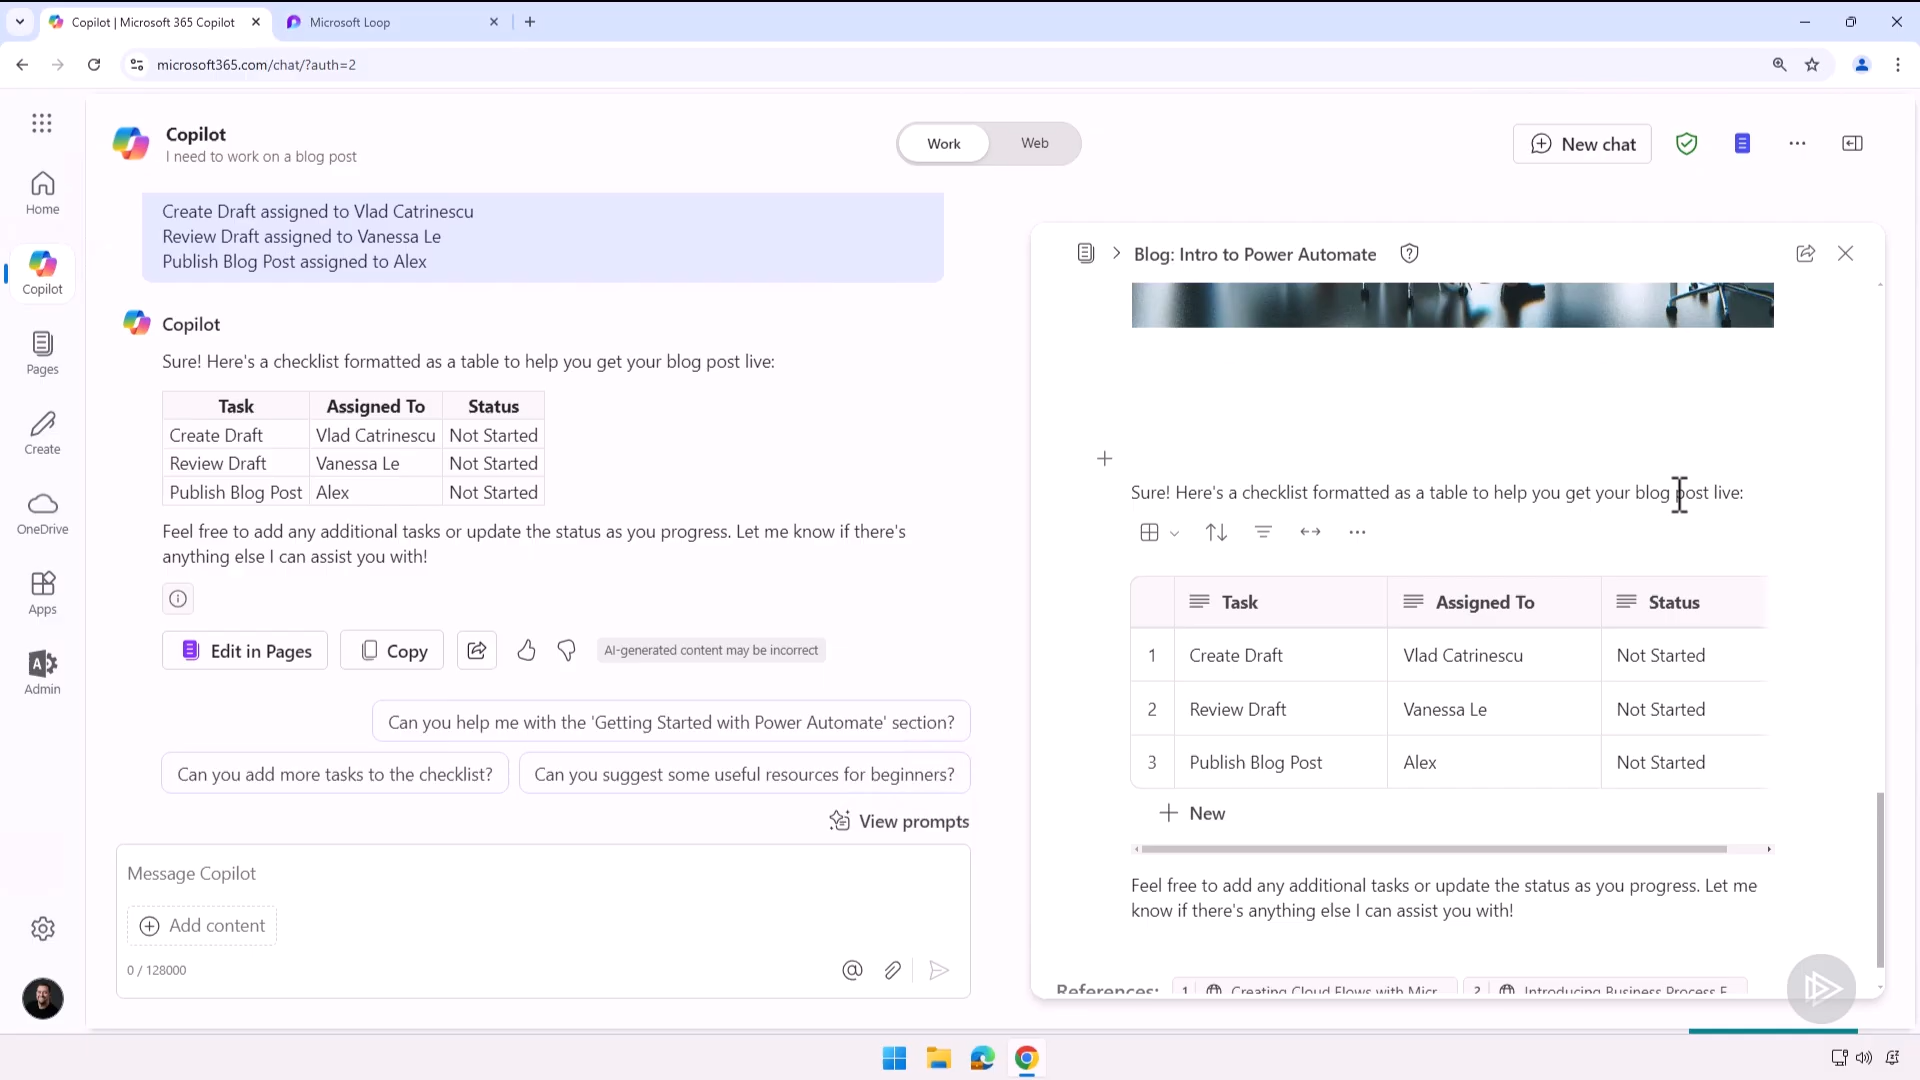 Copilot | Microsoft 365 Copilot
Microsoft Loop
microsoft365.com/chat/?auth=2
Copilot
I need to work on a blog post
Work
Web
New chat
Home
Copilot
Pages
Create
OneDrive
Apps
Admin
Create Draft assigned to Vlad Catrinescu
Review Draft assigned to Vanessa Le
Publish Blog Post assigned to Alex
Copilot
Sure! Here's a checklist formatted as a table to help you get your blog post live:
Task Assigned To Status
Create Draft Vlad Catrinescu Not Started
Review Draft Vanessa Le Not Started
Publish Blog Post Alex Not Started
Feel free to add any additional tasks or update the status as you progress. Let me know if there's
anything else I can assist you with!
Edit in Pages
Copy
AI-generated content may be incorrect
Can you help me with the 'Getting Started with Power Automate' section?
Can you add more tasks to the checklist?
Can you suggest some useful resources for beginners?
View prompts
Message Copilot
Add content
0 / 128000
Blog: Intro to Power Automate
Sure! Here's a checklist formatted as a table to help you get your blog post live:
Task Assigned To Status
1 Create Draft Vlad Catrinescu Not Started
2 Review Draft Vanessa Le Not Started
3 Publish Blog Post Alex Not Started
New
Feel free to add any additional tasks or update the status as you progress. Let me
know if there's anything else I can assist you with!
References: 1 Creating Cloud Flows with Micr 2 Introducing Business Process F